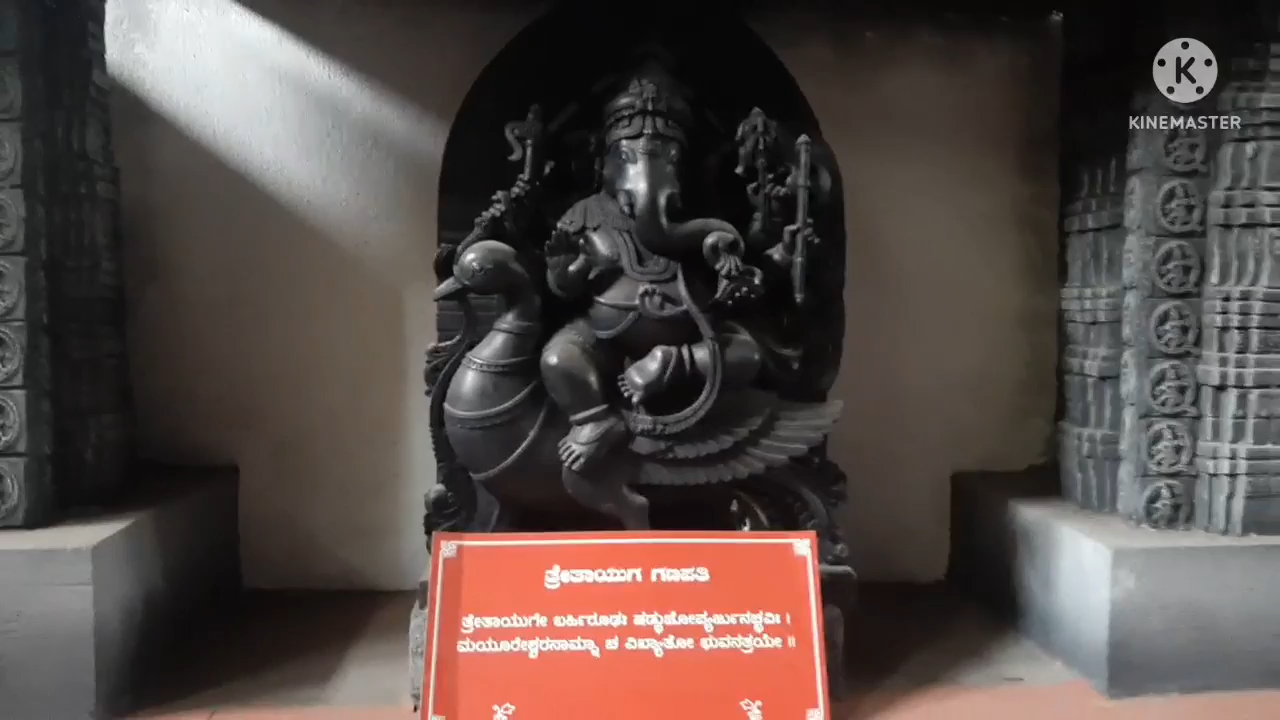 K
KINEMASTER
ತ್ರೇತಾಯುಗ ಗಣಪತಿ
ತ್ರೇತಾಯುಗೇ ಬರ್ಹಿರೂಢಃ ಷಡ್ಭುಜೋಪ್ಯರ್ಜುನಚ್ಛವಿಃ ।
ಮಯೂರೇಶ್ವರನಾಮ್ನಾ ಚ ವಿಖ್ಯಾತೋ ಭುವನತ್ರಯೇ ॥